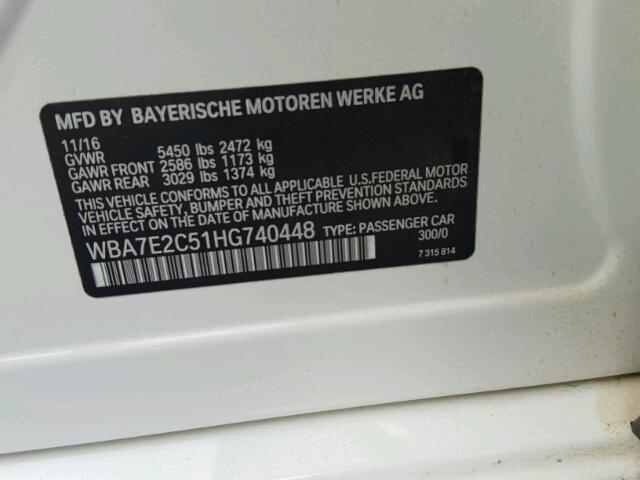 MFD BY BAYERISCHE MOTOREN WERKE AG
11/16
GVWR 5450 lbs 2472 kg
GAWR FRONT 2586 lbs 1173 kg
GAWR REAR 3029 lbs 1374 kg
THIS VEHICLE CONFORMS TO ALL APPLICABLE U.S.FEDERAL MOTOR
VEHICLE SAFETY, BUMPER AND THEFT PREVENTION STANDARDS
IN EFFECT ON THE DATE OF MANUFACTURE SHOWN ABOVE.
WBA7E2C51HG740448 TYPE: PASSENGER CAR
300/0
7 315 814